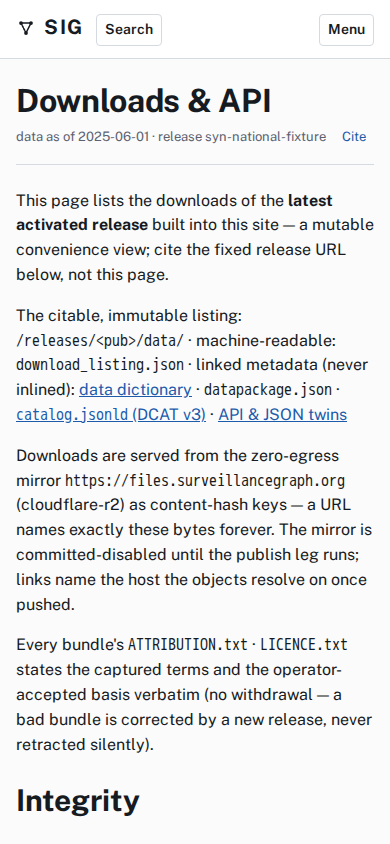 SIG Search Menu
Downloads & API
data as of 2025-06-01 · release syn-national-fixture Cite
This page lists the downloads of the latest
activated release built into this site — a mutable
convenience view; cite the fixed release URL
below, not this page.
The citable, immutable listing:
/releases/<pub>/data/ · machine-readable:
download_listing.json · linked metadata (never
inlined): data dictionary · datapackage.json ·
catalog.jsonld (DCAT v3) · API & JSON twins
Downloads are served from the zero-egress
mirror https://files.surveillancegraph.org
(cloudflare-r2) as content-hash keys — a URL
names exactly these bytes forever. The mirror is
committed-disabled until the publish leg runs;
links name the host the objects resolve on once
pushed.
Every bundle's ATTRIBUTION.txt · LICENCE.txt
states the captured terms and the operator-
accepted basis verbatim (no withdrawal — a
bad bundle is corrected by a new release, never
retracted silently).
Integrity